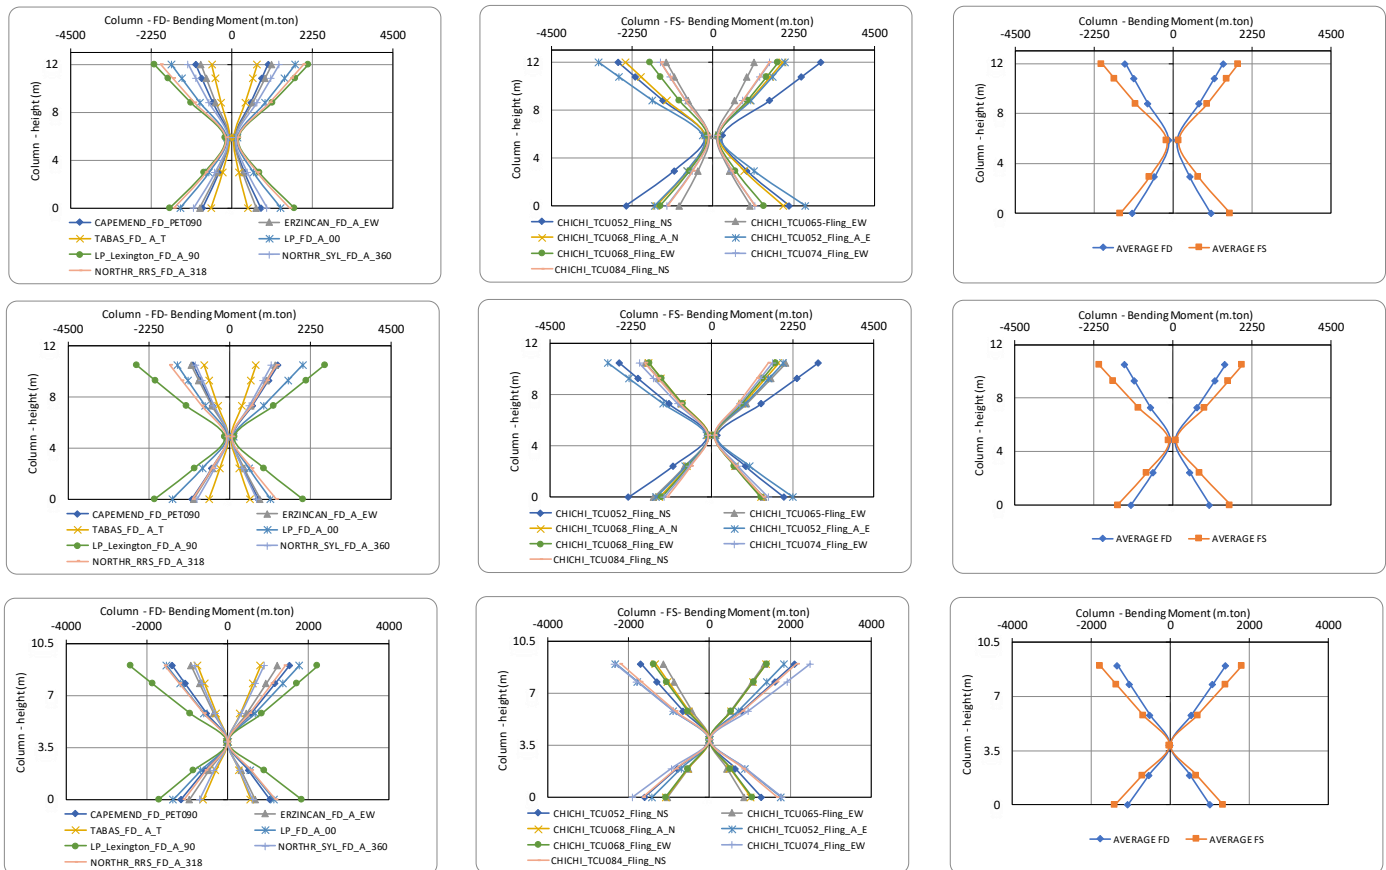 Column - FD- Bending Moment (m.ton)
-4500 -2250 0 2250 4500
12
8
4
0
Column - height (m)
CAPEMEND_FD_PET090 ERZINCAN_FD_A_EW
TABAS_FD_A_T LP_FD_A_00
LP_Lexington_FD_A_90 NORTHR_SYL_FD_A_360
NORTHR_RRS_FD_A_318
Column - FS- Bending Moment (m.ton)
-4500 -2250 0 2250 4500
12
8
4
0
Column - height (m)
CHICHI_TCU052_Fling_NS CHICHI_TCU065-Fling_EW
CHICHI_TCU068_Fling_A_N CHICHI_TCU052_Fling_A_E
CHICHI_TCU068_Fling_EW CHICHI_TCU074_Fling_EW
CHICHI_TCU084_Fling_NS
Column - Bending Moment (m.ton)
-4500 -2250 0 2250 4500
12
8
4
0
Column - height (m)
AVERAGE FD AVERAGE FS
Column - FD- Bending Moment (m.ton)
-4500 -2250 0 2250 4500
12
8
4
0
Column - height (m)
CAPEMEND_FD_PET090 ERZINCAN_FD_A_EW
TABAS_FD_A_T LP_FD_A_00
LP_Lexington_FD_A_90 NORTHR_SYL_FD_A_360
NORTHR_RRS_FD_A_318
Column - FS- Bending Moment (m.ton)
-4500 -2250 0 2250 4500
12
8
4
0
Column - height (m)
CHICHI_TCU052_Fling_NS CHICHI_TCU065-Fling_EW
CHICHI_TCU068_Fling_A_N CHICHI_TCU052_Fling_A_E
CHICHI_TCU068_Fling_EW CHICHI_TCU074_Fling_EW
CHICHI_TCU084_Fling_NS
Column - Bending Moment (m.ton)
-4500 -2250 0 2250 4500
12
8
4
0
Column - height (m)
AVERAGE FD AVERAGE FS
Column - FD- Bending Moment (m.ton)
-4000 -2000 0 2000 4000
10.5
7
3.5
0
Column - height (m)
CAPEMEND_FD_PET090 ERZINCAN_FD_A_EW
TABAS_FD_A_T LP_FD_A_00
LP_Lexington_FD_A_90 NORTHR_SYL_FD_A_360
NORTHR_RRS_FD_A_318
Column - FS- Bending Moment (m.ton)
-4000 -2000 0 2000 4000
10.5
7
3.5
0
Column - height (m)
CHICHI_TCU052_Fling_NS CHICHI_TCU065-Fling_EW
CHICHI_TCU068_Fling_A_N CHICHI_TCU052_Fling_A_E
CHICHI_TCU068_Fling_EW CHICHI_TCU074_Fling_EW
CHICHI_TCU084_Fling_NS
Column - Bending Moment (m.ton)
-4000 -2000 0 2000 4000
10.5
7
3.5
0
Column - height (m)
AVERAGE FD AVERAGE FS